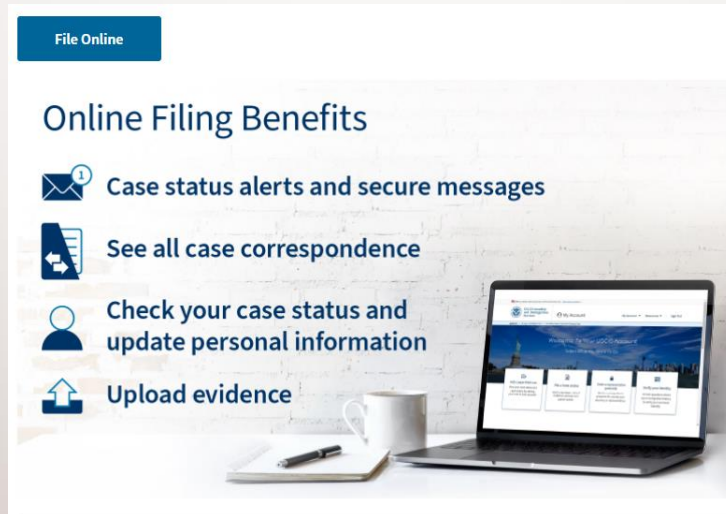 File Online
Online Filing Benefits
1
Case status alerts and secure messages
See all case correspondence
Check your case status and
update personal information
Upload evidence
My Account